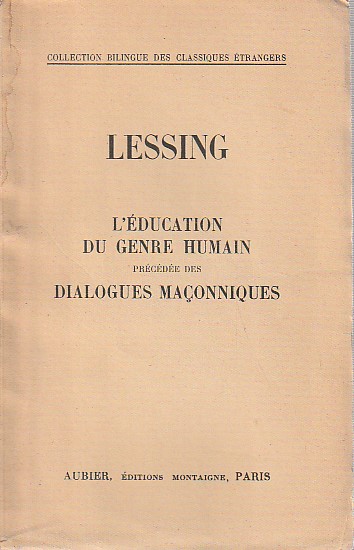 COLLECTION BILINGUE DES CLASSIQUES ÉTRANGERS
LESSING
L'ÉDUCATION
DU GENRE HUMAIN
PRÉCÉDÉE DES
DIALOGUES MAÇONNIQUES
AUBIER, ÉDITIONS MONTAIGNE, PARIS